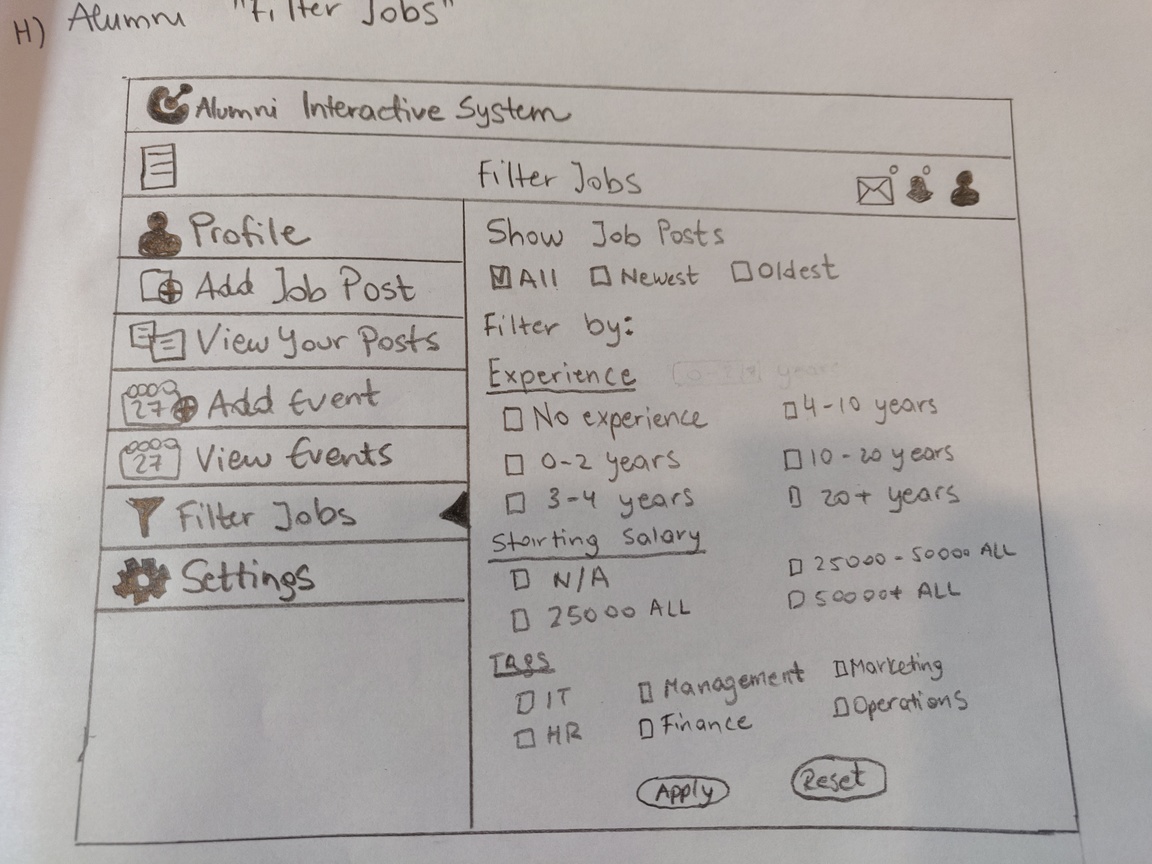 H) Alumni "Filter Jobs"
Alumni Interactive System
Filter Jobs
Profile
Add Job Post
View Your Posts
27 Add Event
27 View Events
Filter Jobs
Settings
Show Job Posts
All Newest Oldest
Filter by:
Experience
No experience 4-10 years
0-2 years 10-20 years
3-4 years 20+ years
Starting Salary
N/A 25000-50000 ALL
25000 ALL 50000+ ALL
Tags
IT Management Marketing
HR Finance Operations
Apply Reset